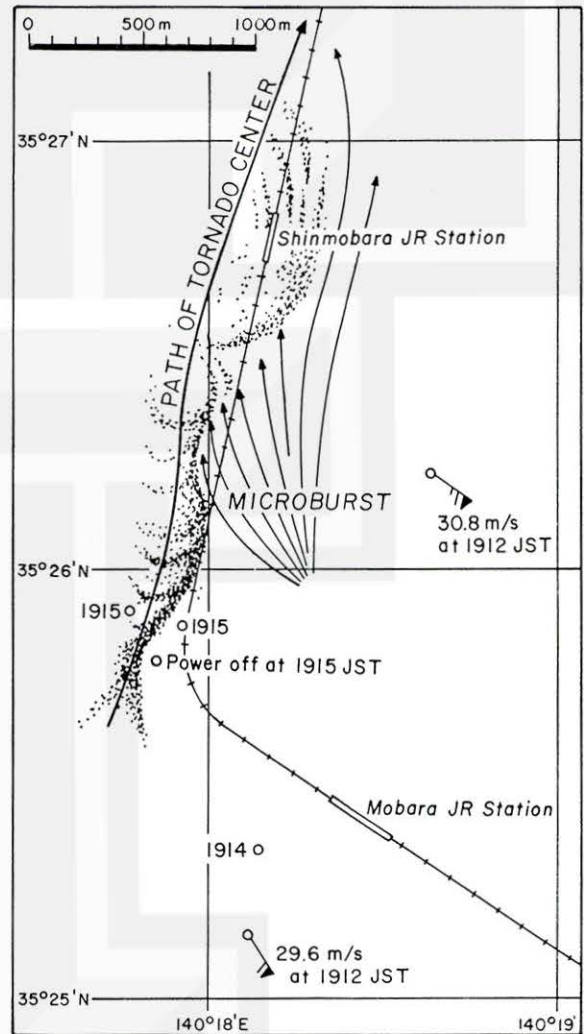 0 500 m 1000 m
35°27'N
PATH OF TORNADO CENTER
Shinmobara JR Station
MICROBURST
30.8 m/s
at 1912 JST
35°26'N
1915
1915
Power off at 1915 JST
Mobara JR Station
1914
29.6 m/s
at 1912 JST
35°25'N
140°18'E 140°19'